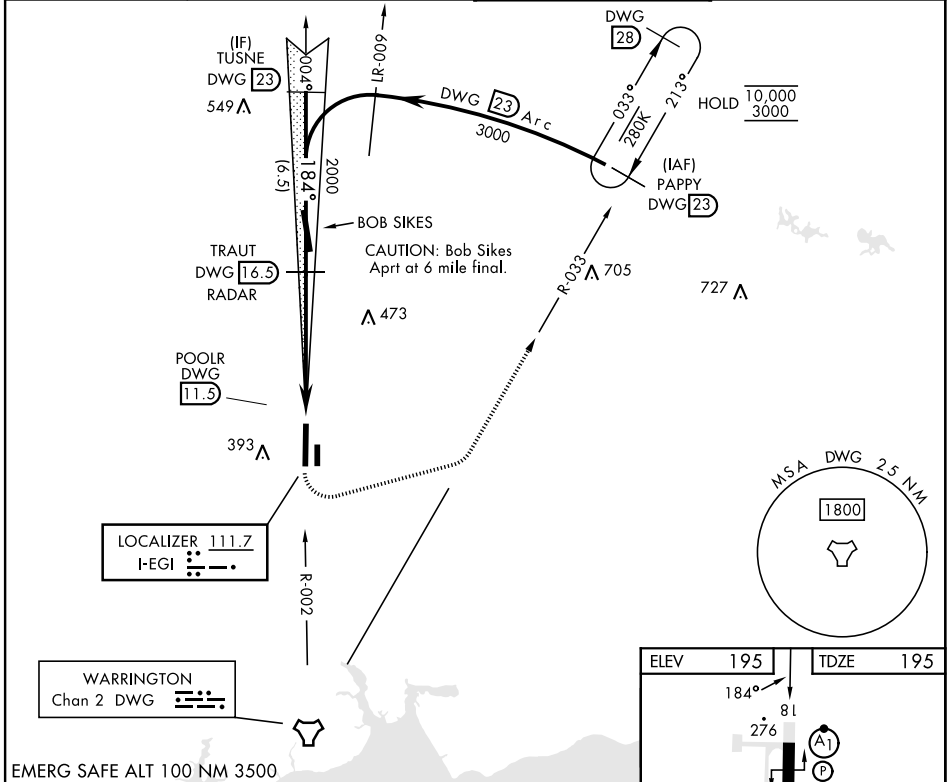 (IF)
TUSNE
DWG 23
549
004°
LR-009
DWG 23 Arc
3000
DWG
28
033°
280K
213°
HOLD 10,000
3000
(IAF)
PAPPY
DWG 23
184°
(6.5)
2000
BOB SIKES
CAUTION: Bob Sikes
Aprt at 6 mile final.
TRAUT
DWG 16.5
RADAR
473
R-033
705
727
POOLR
DWG
11.5
393
LOCALIZER 111.7
I-EGI
R-002
MSA DWG 25 NM
1800
WARRINGTON
Chan 2 DWG
EMERG SAFE ALT 100 NM 3500
ELEV 195
TDZE 195
184°
18
276
A1
P